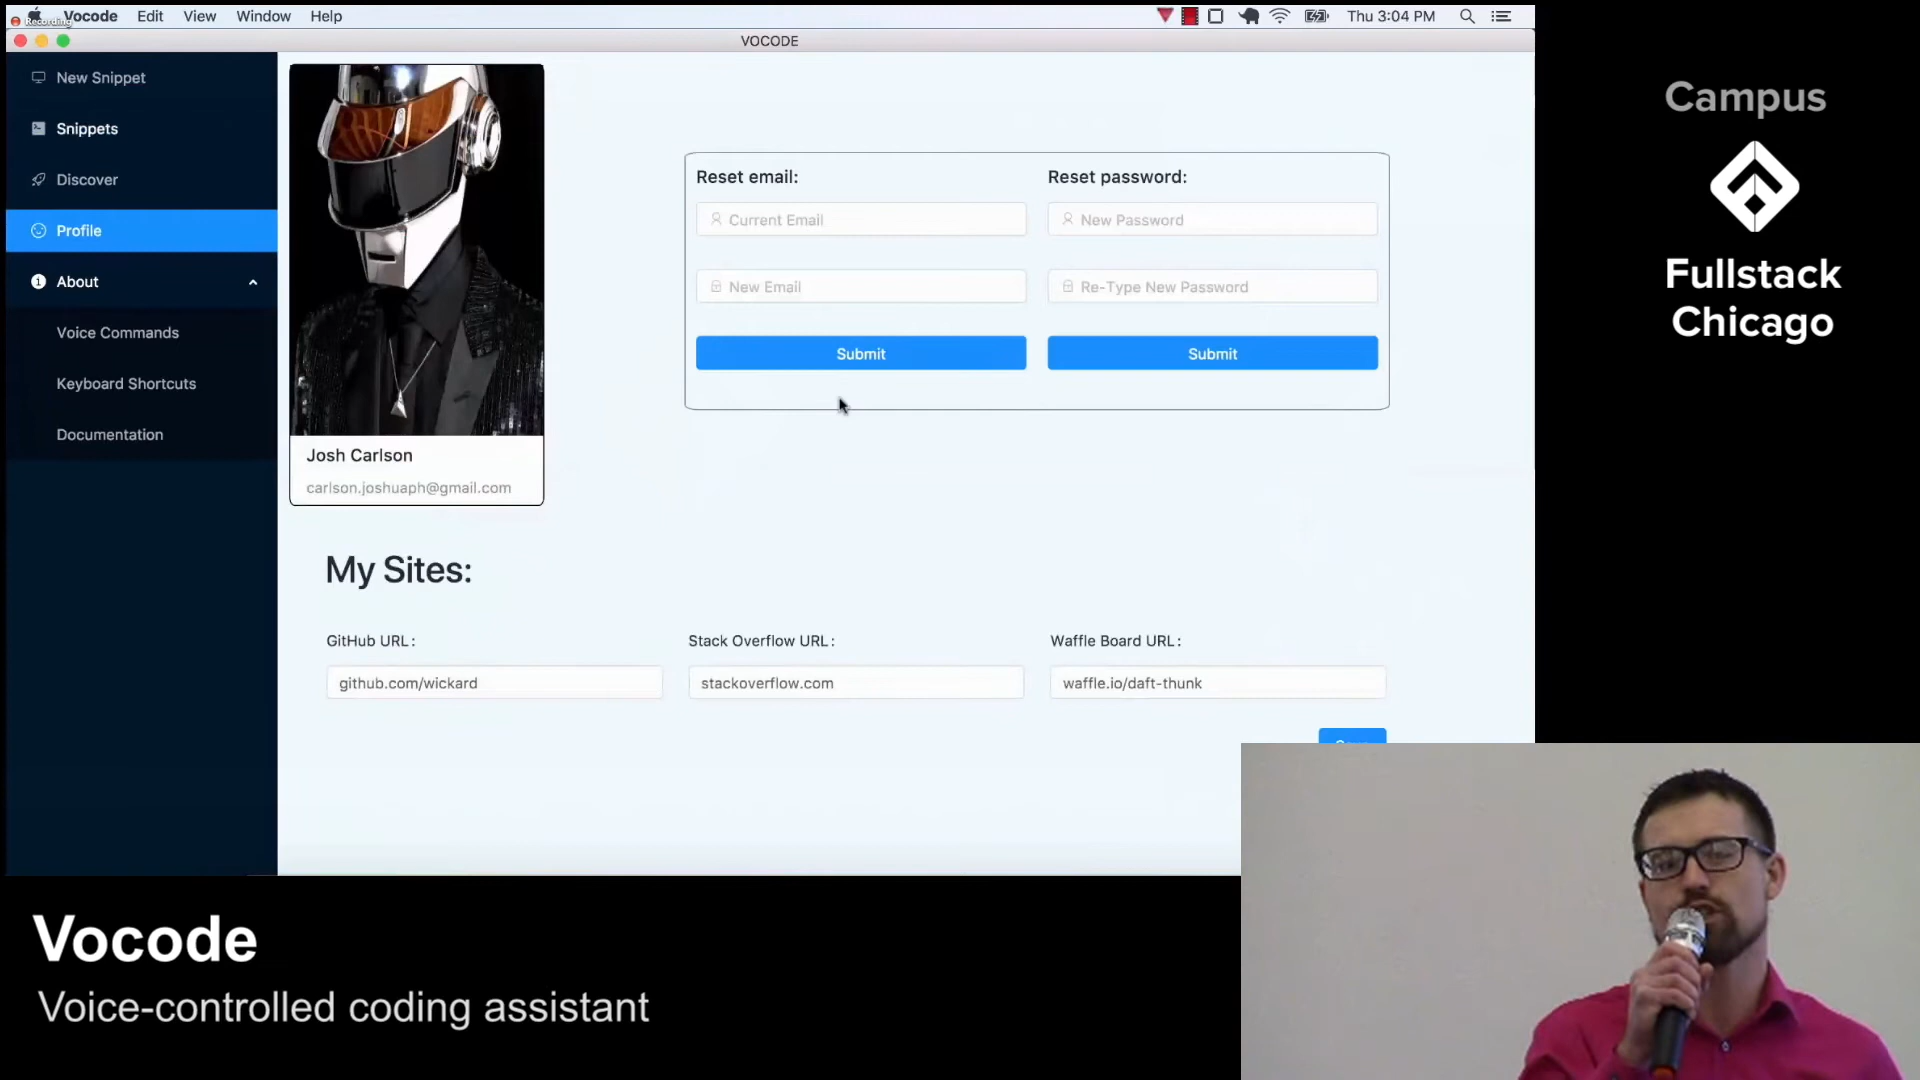 Recording
Vocode Edit View Window Help
Thu 3:04 PM
VOCODE
New Snippet
Snippets
Discover
Profile
About
Voice Commands
Keyboard Shortcuts
Documentation
Josh Carlson
carlson.joshuaph@gmail.com
Reset email:
Current Email
New Email
Submit
Reset password:
New Password
Re-Type New Password
Submit
My Sites:
GitHub URL:
github.com/wickard
Stack Overflow URL:
stackoverflow.com
Waffle Board URL:
waffle.io/daft-thunk
Campus
Fullstack
Chicago
Vocode
Voice-controlled coding assistant